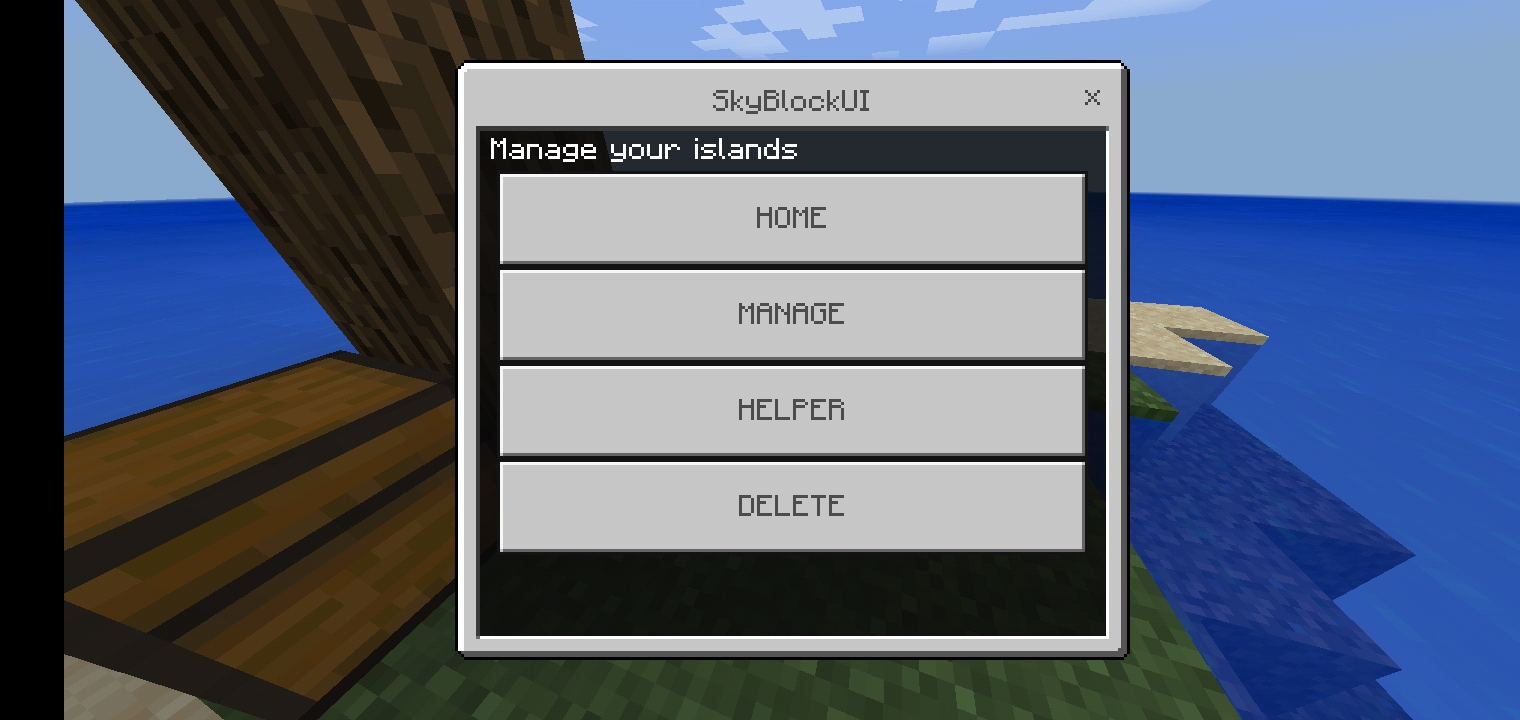 SkyBlockUI
Manage your islands
HOME
MANAGE
HELPER
DELETE